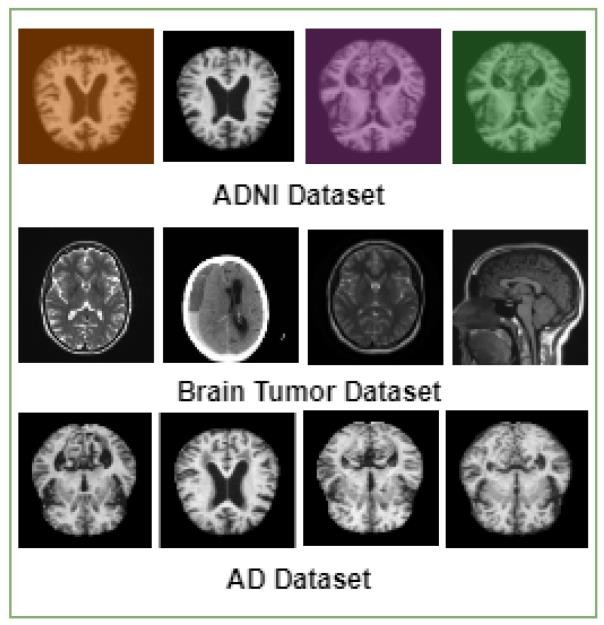 ADNI Dataset
Brain Tumor Dataset
AD Dataset